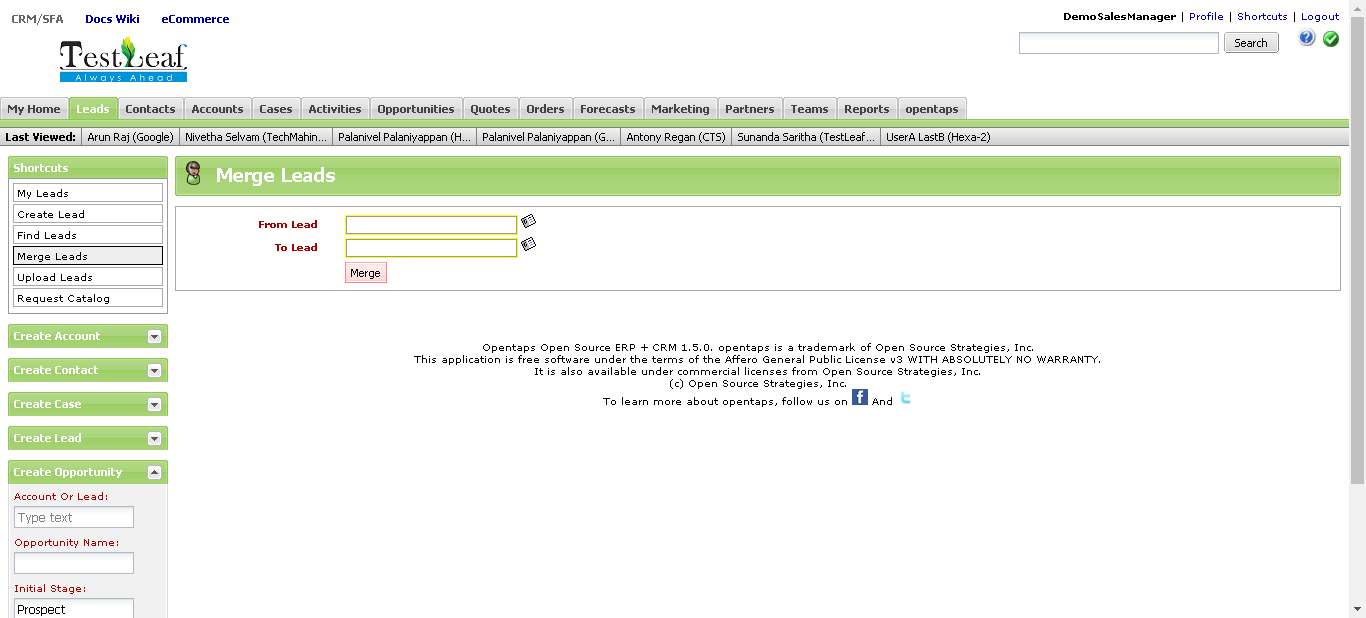 CRM/SFA Docs Wiki eCommerce
DemoSalesManager | Profile | Shortcuts | Logout
TestLeaf
Always Ahead
Search
My Home Leads Contacts Accounts Cases Activities Opportunities Quotes Orders Forecasts Marketing Partners Teams Reports opentaps
Last Viewed: Arun Raj (Google) Nivetha Selvam (TechMahin... Palanivel Palaniyappan (H... Palanivel Palaniyappan (G... Antony Regan (CTS) Sunanda Saritha (TestLeaf... UserA LastB (Hexa-2)
Shortcuts
My Leads
Create Lead
Find Leads
Merge Leads
Upload Leads
Request Catalog
Create Account
Create Contact
Create Case
Create Lead
Create Opportunity
Account Or Lead:
Type text
Opportunity Name:
Initial Stage:
Prospect
Merge Leads
From Lead
To Lead
Merge
Opentaps Open Source ERP + CRM 1.5.0. opentaps is a trademark of Open Source Strategies, Inc.
This application is free software under the terms of the Affero General Public License v3 WITH ABSOLUTELY NO WARRANTY.
It is also available under commercial licenses from Open Source Strategies, Inc.
(c) Open Source Strategies, Inc.
To learn more about opentaps, follow us on f And t